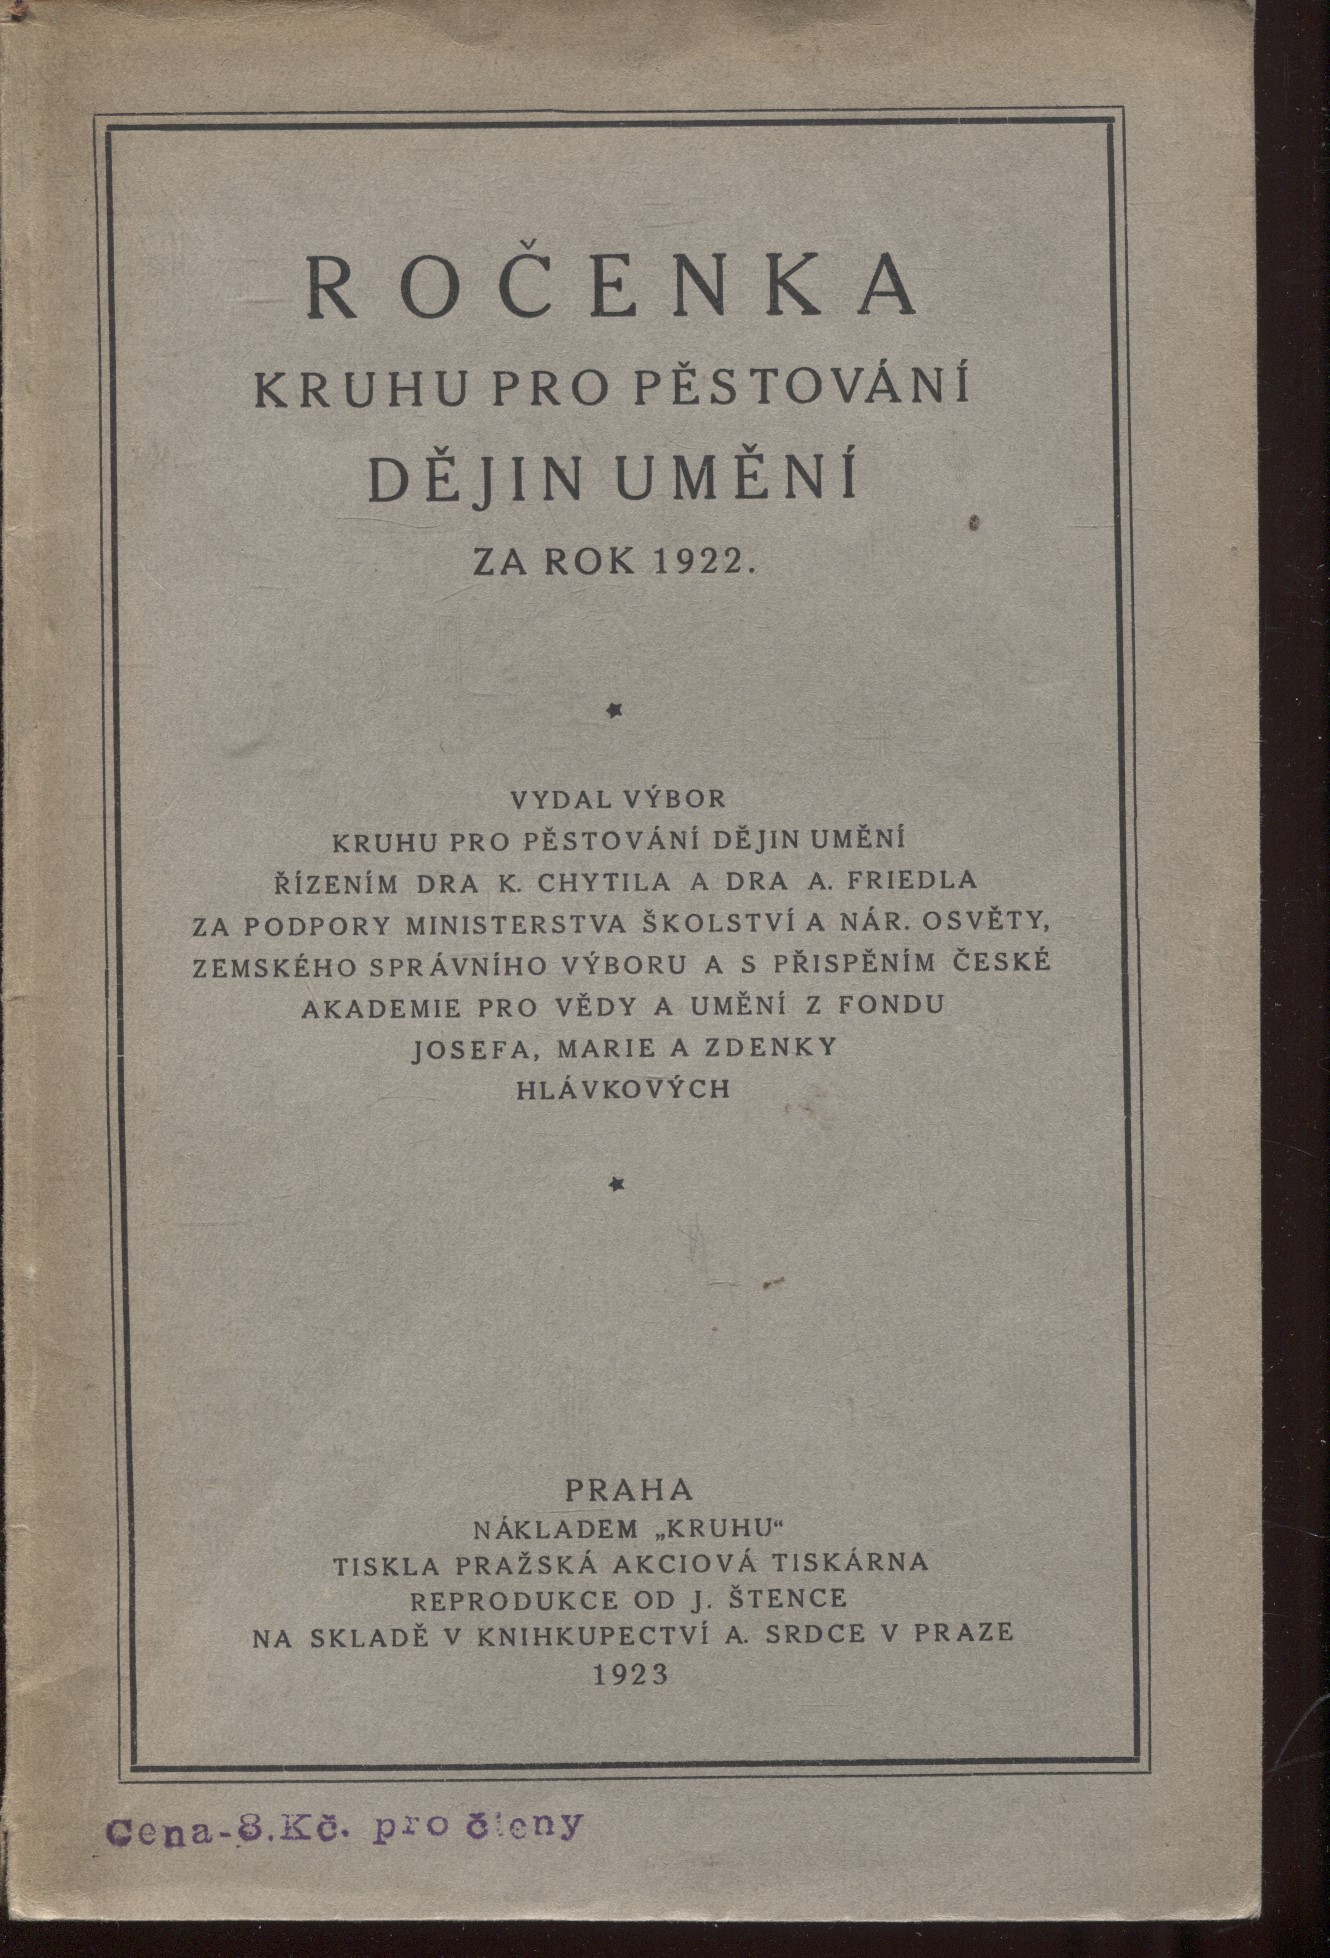 ROČENKA
KRUHU PRO PĚSTOVÁNÍ
DĚJIN UMĚNÍ
ZA ROK 1922.
VYDAL VÝBOR
KRUHU PRO PĚSTOVÁNÍ DĚJIN UMĚNÍ
ŘÍZENÍM DRA K. CHYTILA A DRA A. FRIEDLA
ZA PODPORY MINISTERSTVA ŠKOLSTVÍ A NÁR. OSVĚTY,
ZEMSKÉHO SPRÁVNÍHO VÝBORU A S PŘISPĚNÍM ČESKÉ
AKADEMIE PRO VĚDY A UMĚNÍ Z FONDU
JOSEFA, MARIE A ZDENKY
HLÁVKOVÝCH
PRAHA
NÁKLADEM „KRUHU“
TISKLA PRAŽSKÁ AKCIOVÁ TISKÁRNA
REPRODUKCE OD J. ŠTENCE
NA SKLADĚ V KNIHKUPECTVÍ A. SRDCE V PRAZE
1923
Cena-8.Kč. pro členy